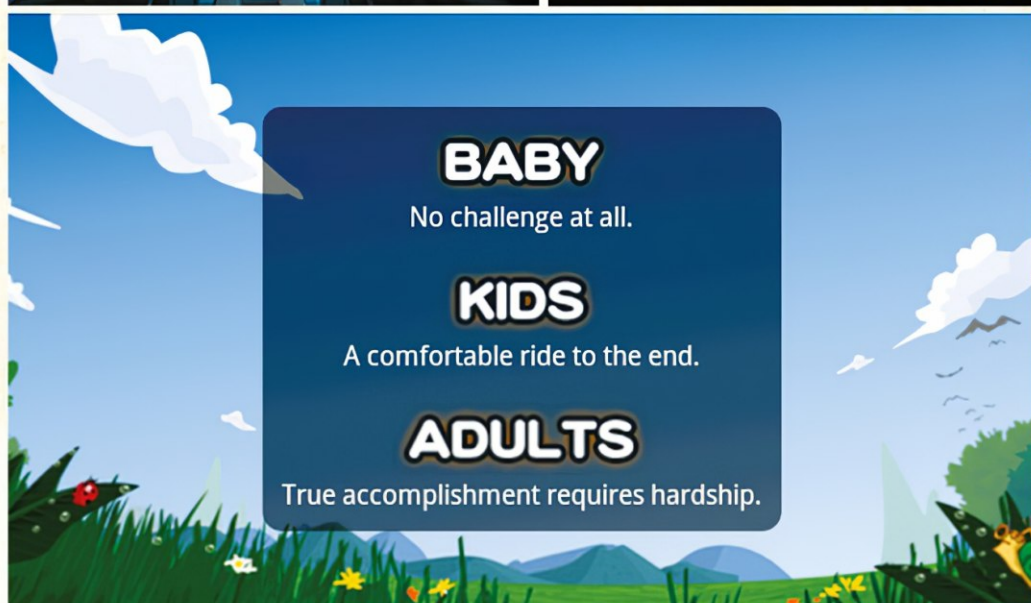 BABY
No challenge at all.
KIDS
A comfortable ride to the end.
ADULTS
True accomplishment requires hardship.